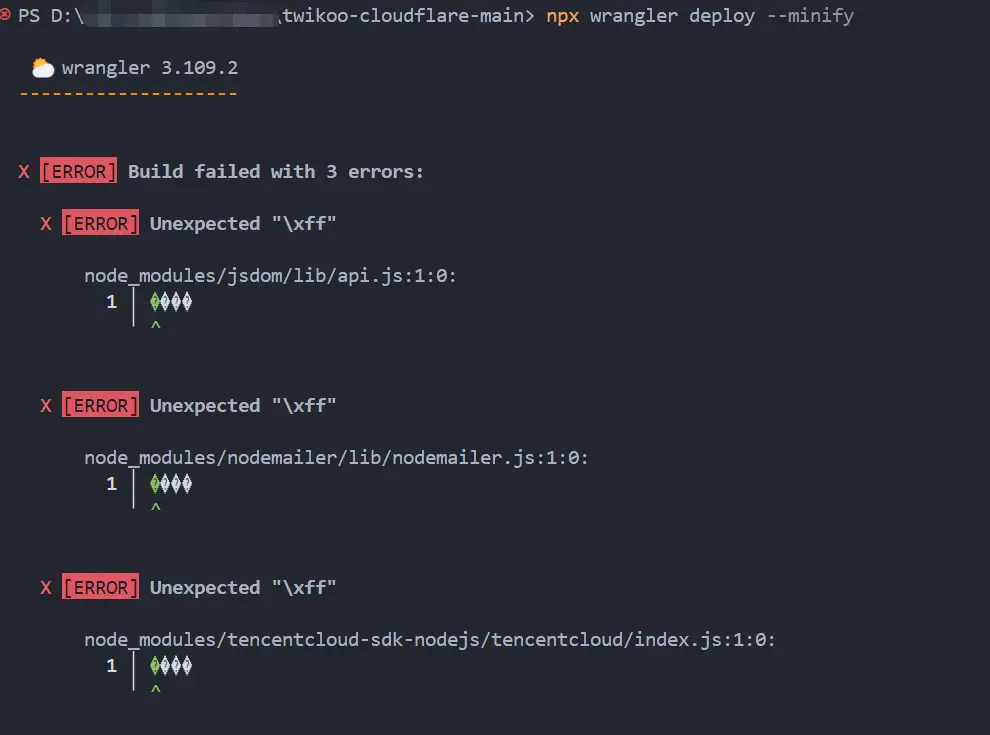 PS D:\ \twikoo-cloudflare-main> npx wrangler deploy --minify
wrangler 3.109.2
--------------------
X [ERROR] Build failed with 3 errors:
X [ERROR] Unexpected "\xff"
node_modules/jsdom/lib/api.js:1:0:
1 │ ����
^
X [ERROR] Unexpected "\xff"
node_modules/nodemailer/lib/nodemailer.js:1:0:
1 │ ����
^
X [ERROR] Unexpected "\xff"
node_modules/tencentcloud-sdk-nodejs/tencentcloud/index.js:1:0:
1 │ ����
^